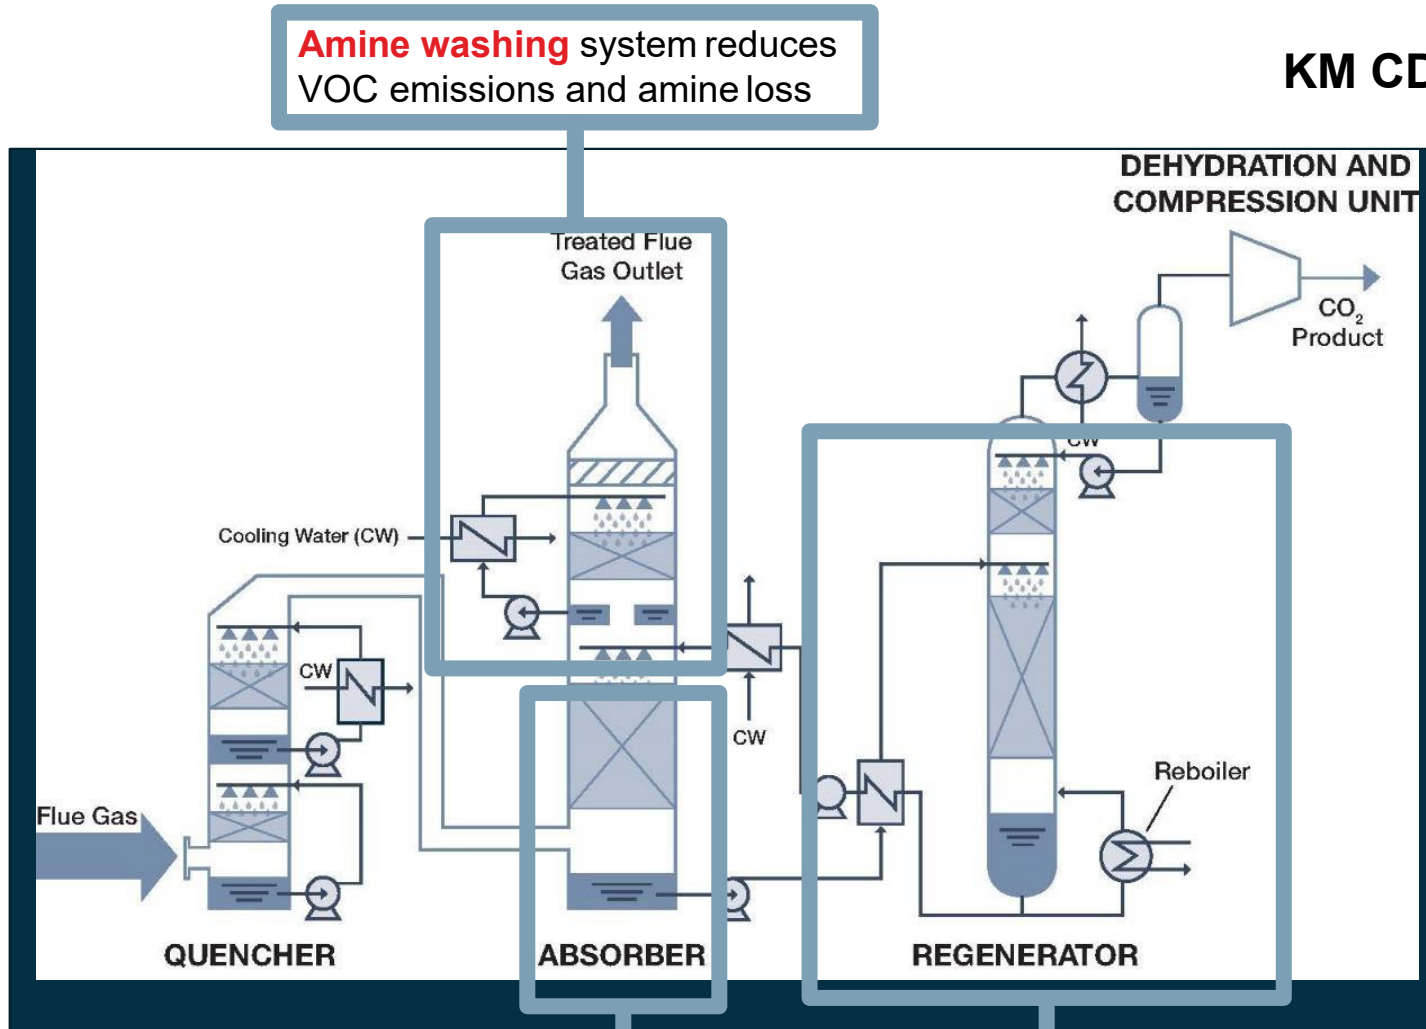 Amine washing system reduces
VOC emissions and amine loss
KM CD
DEHYDRATION AND
COMPRESSION UNIT
Treated Flue
Gas Outlet
CO₂
Product
CW
Cooling Water (CW)
CW
CW
Reboiler
Flue Gas
QUENCHER
ABSORBER
REGENERATOR